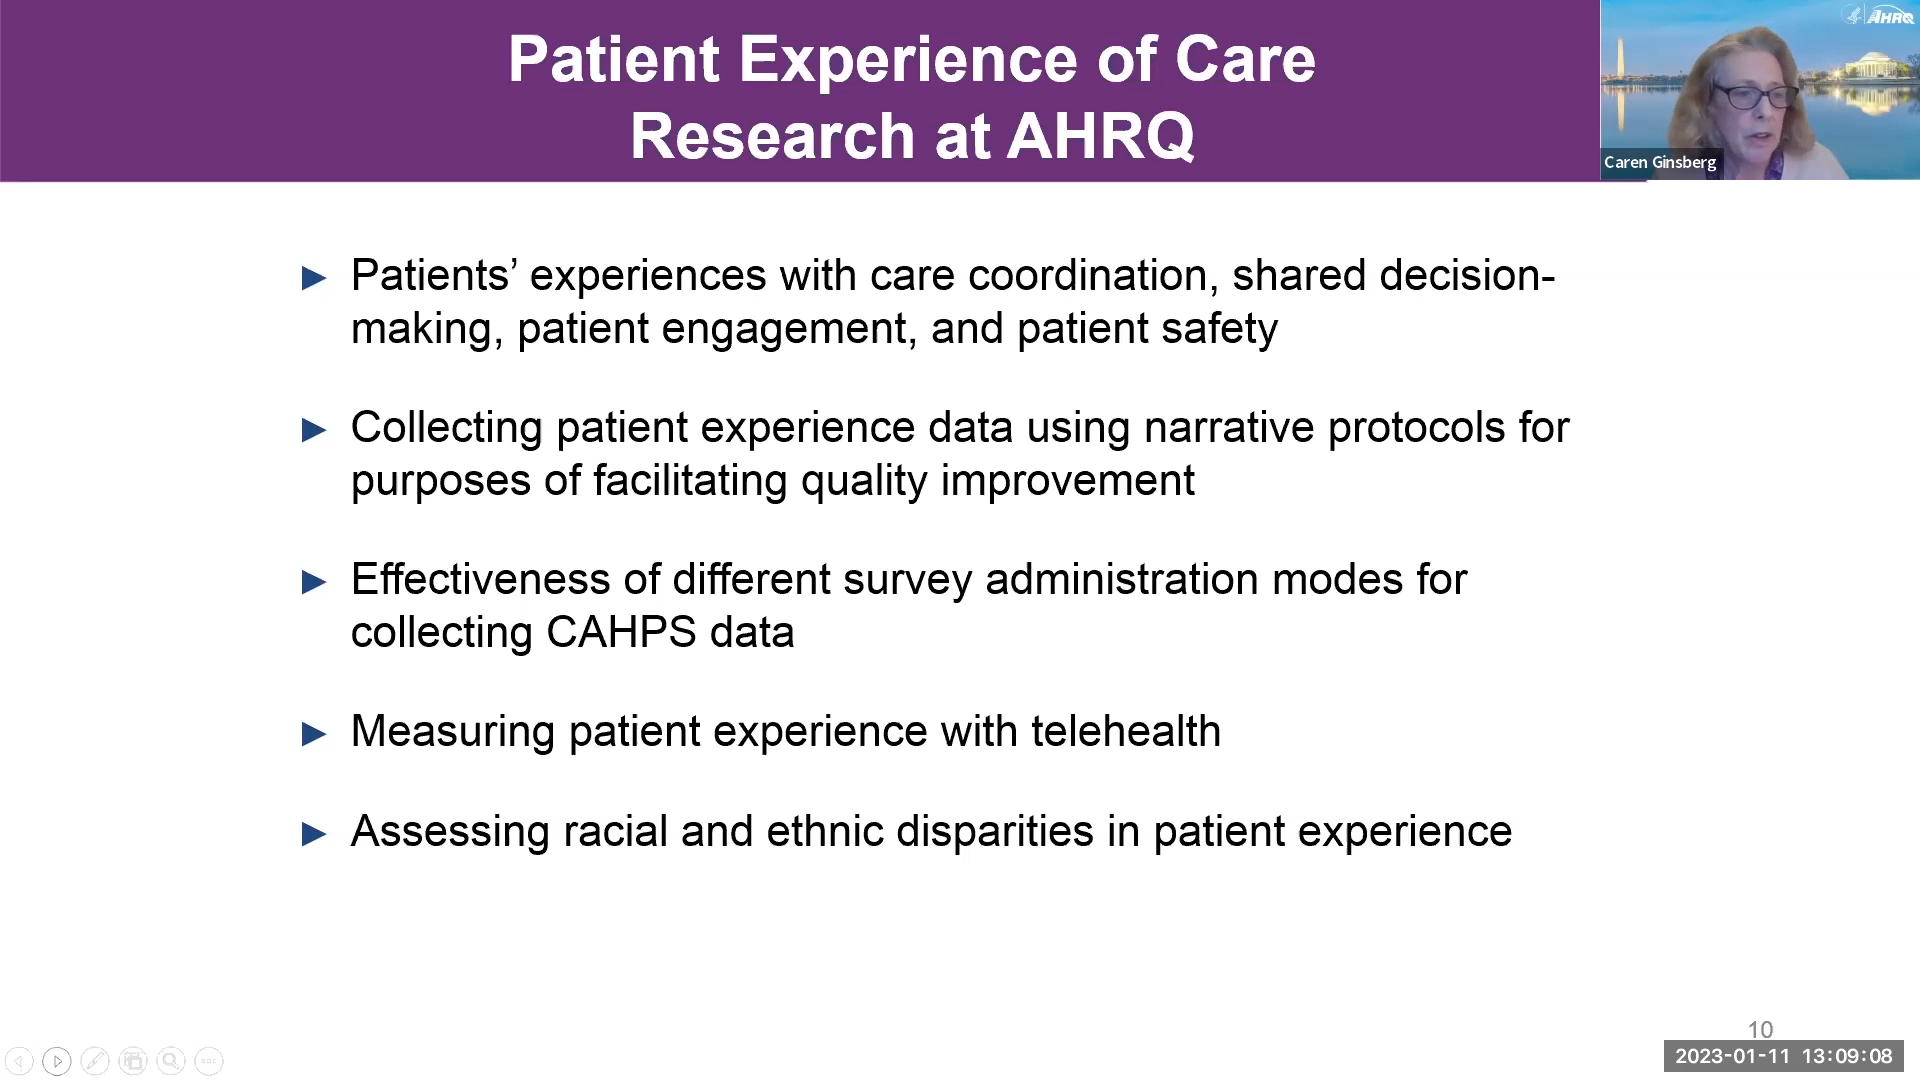 Patient Experience of Care
Research at AHRQ
AHRQ
Caren Ginsberg
► Patients’ experiences with care coordination, shared decision-
making, patient engagement, and patient safety
► Collecting patient experience data using narrative protocols for
purposes of facilitating quality improvement
► Effectiveness of different survey administration modes for
collecting CAHPS data
► Measuring patient experience with telehealth
► Assessing racial and ethnic disparities in patient experience
10
2023-01-11 13:09:08